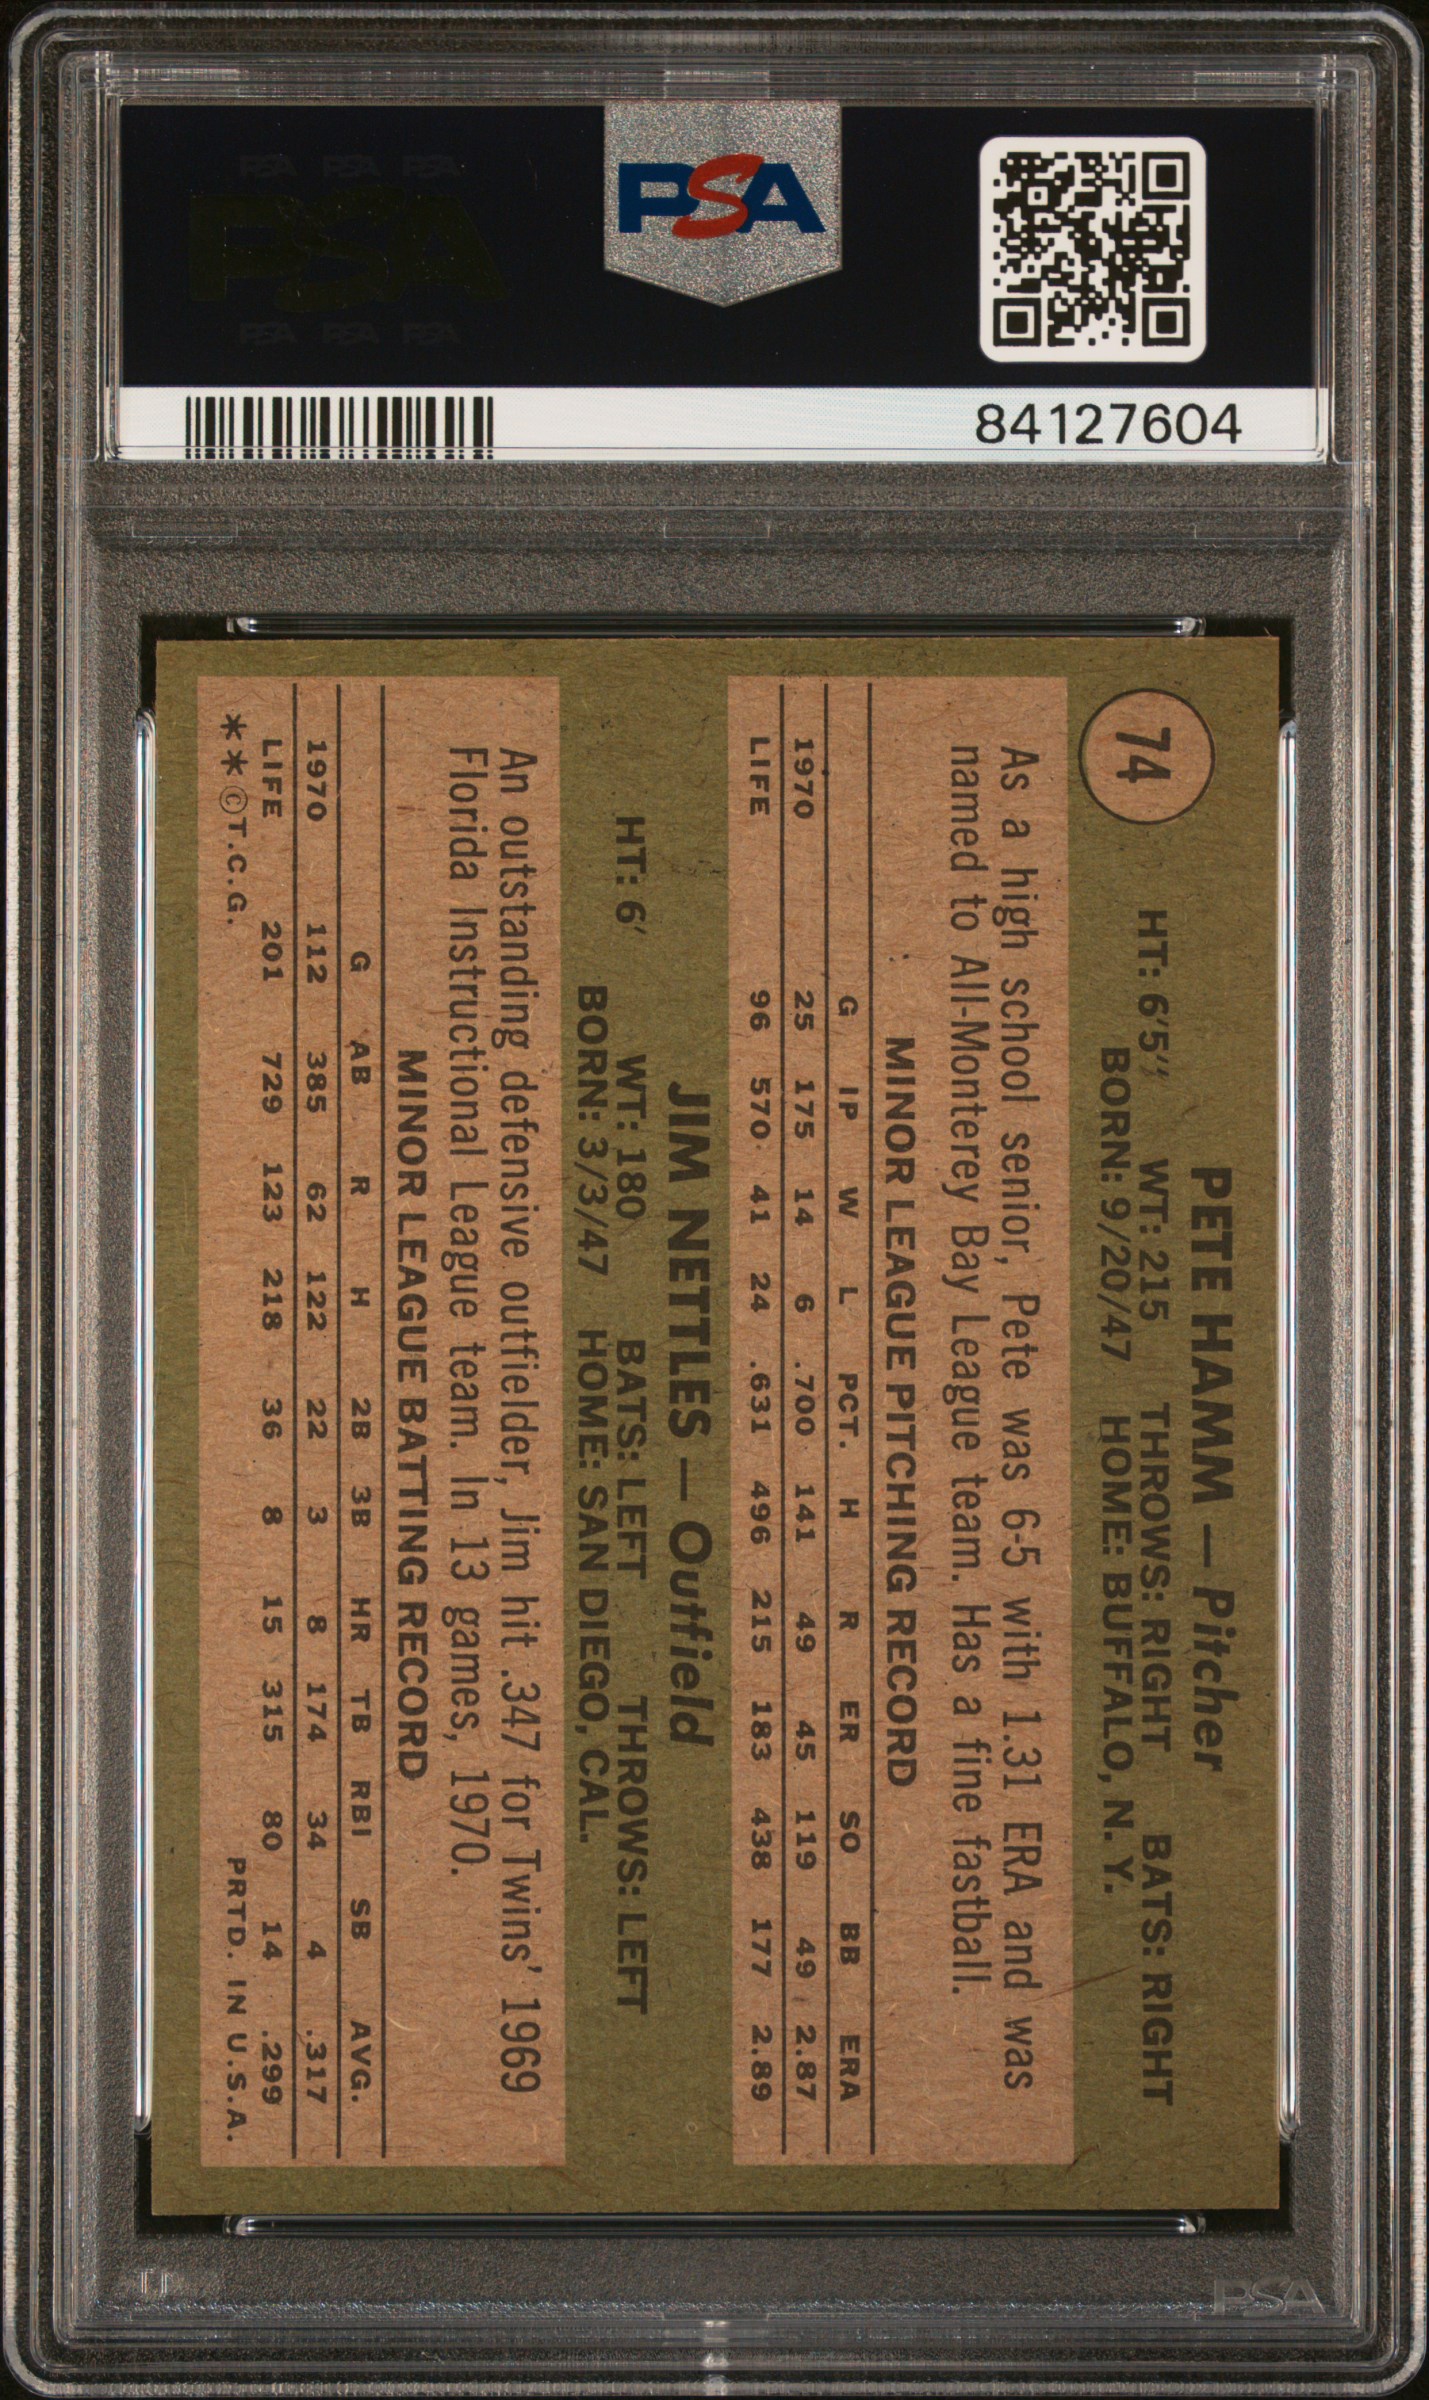 PSA PSA PSA
PSA
PSA PSA PSA
PSA
84127604
74
PETE HAMM — Pitcher
HT: 6'5" WT: 215 THROWS: RIGHT BATS: RIGHT
BORN: 9/20/47 HOME: BUFFALO, N. Y.
As a high school senior, Pete was 6-5 with 1.31 ERA and was
named to All-Monterey Bay League team. Has a fine fastball.
MINOR LEAGUE PITCHING RECORD
G IP W L PCT. H R ER SO BB ERA
1970 25 175 14 6 .700 141 49 45 119 49 2.87
LIFE 96 570 41 24 .631 496 215 183 438 177 2.89
JIM NETTLES — Outfield
HT: 6' WT: 180 BATS: LEFT THROWS: LEFT
BORN: 3/3/47 HOME: SAN DIEGO, CAL.
An outstanding defensive outfielder, Jim hit .347 for Twins' 1969
Florida Instructional League team. In 13 games, 1970.
MINOR LEAGUE BATTING RECORD
G AB R H 2B 3B HR TB RBI SB AVG.
1970 112 385 62 122 22 3 8 174 34 4 .317
LIFE 201 729 123 218 36 8 15 315 80 14 .299
**©T.C.G. PRTD. IN U.S.A.
PSA